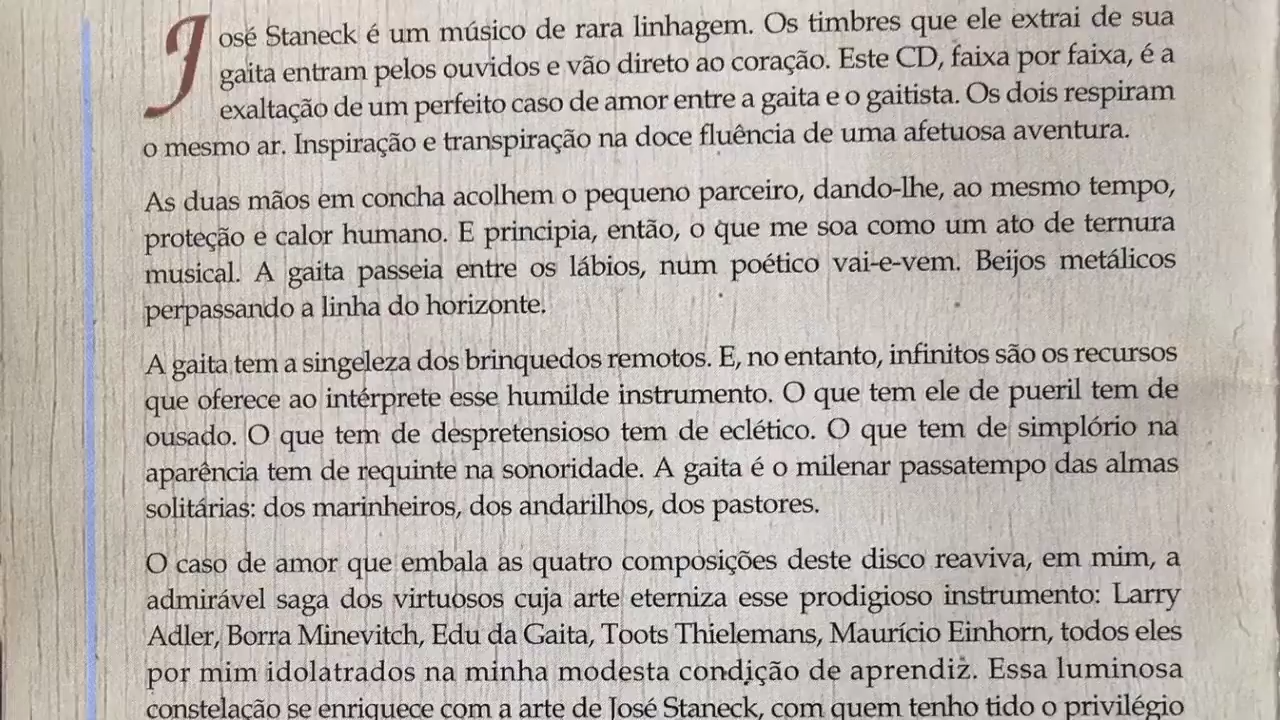 José Staneck é um músico de rara linhagem. Os timbres que ele extrai de sua
gaita entram pelos ouvidos e vão direto ao coração. Este CD, faixa por faixa, é a
exaltação de um perfeito caso de amor entre a gaita e o gaitista. Os dois respiram
o mesmo ar. Inspiração e transpiração na doce fluência de uma afetuosa aventura.
As duas mãos em concha acolhem o pequeno parceiro, dando-lhe, ao mesmo tempo,
proteção e calor humano. E principia, então, o que me soa como um ato de ternura
musical. A gaita passeia entre os lábios, num poético vai-e-vem. Beijos metálicos
perpassando a linha do horizonte.
A gaita tem a singeleza dos brinquedos remotos. E, no entanto, infinitos são os recursos
que oferece ao intérprete esse humilde instrumento. O que tem ele de pueril tem de
ousado. O que tem de despretensioso tem de eclético. O que tem de simplório na
aparência tem de requinte na sonoridade. A gaita é o milenar passatempo das almas
solitárias: dos marinheiros, dos andarilhos, dos pastores.
O caso de amor que embala as quatro composições deste disco reaviva, em mim, a
admirável saga dos virtuosos cuja arte eterniza esse prodigioso instrumento: Larry
Adler, Borra Minevitch, Edu da Gaita, Toots Thielemans, Maurício Einhorn, todos eles
por mim idolatrados na minha modesta condição de aprendiz. Essa luminosa
constelação se enriquece com a arte de José Staneck, com quem tenho tido o privilégio